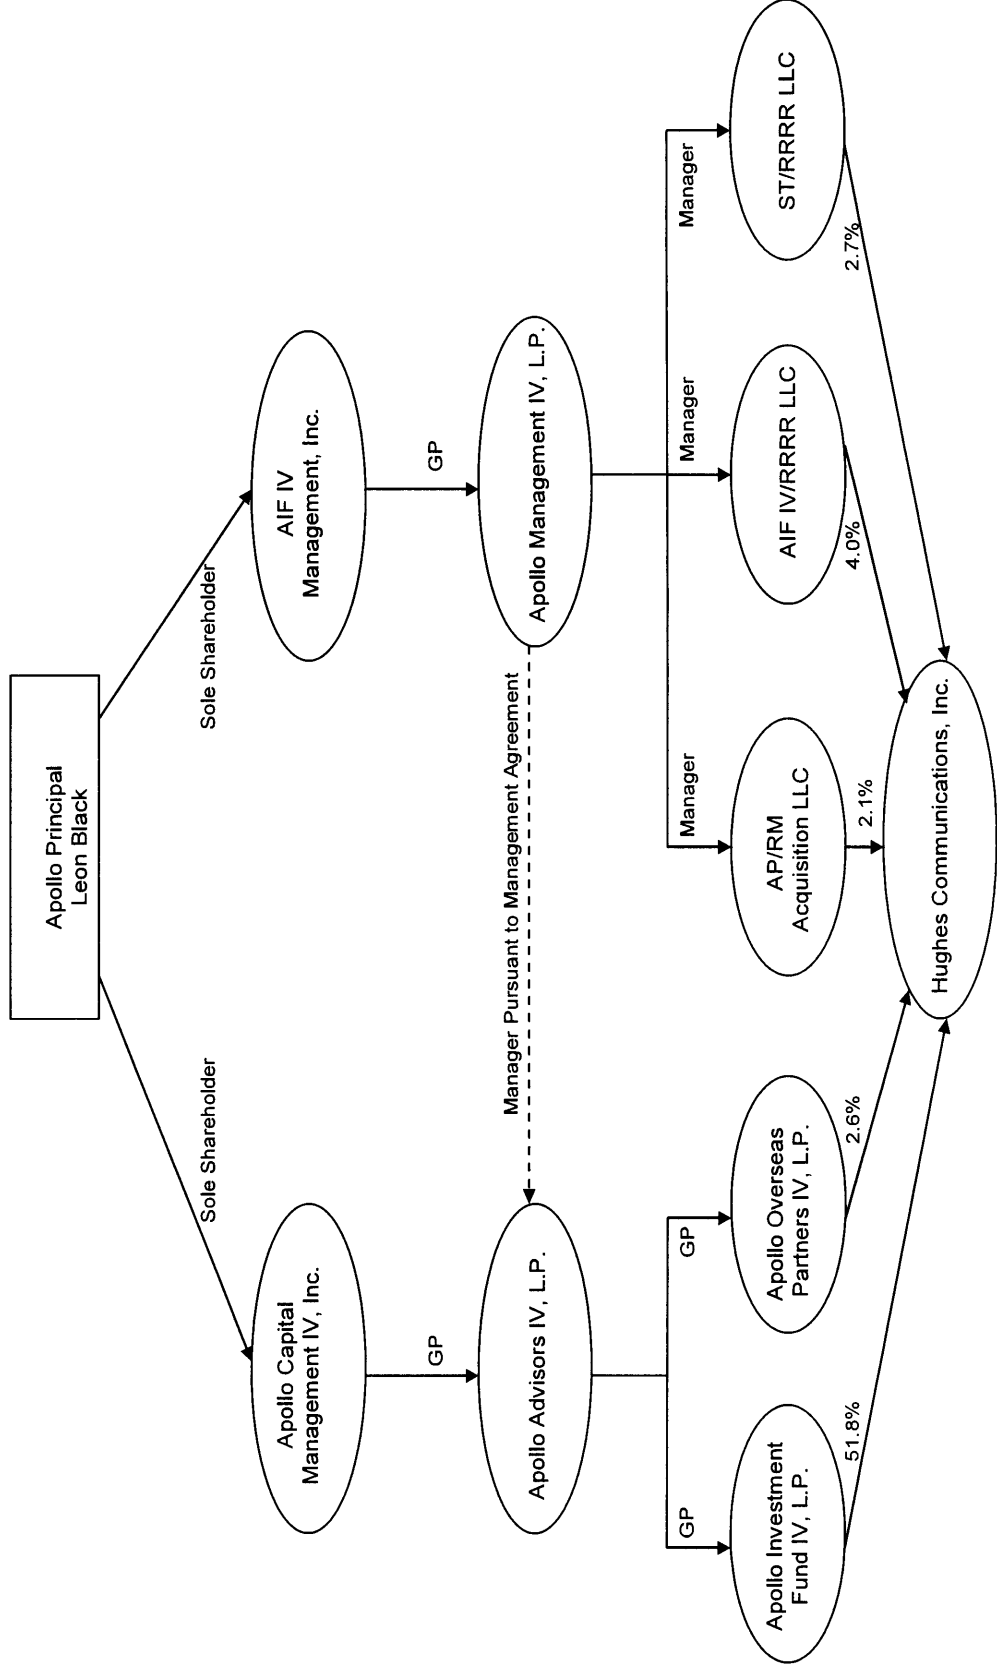 Apollo Principal
Leon Black
Sole Shareholder
Sole Shareholder
Apollo Capital
Management IV, Inc.
AIF IV
Management, Inc.
GP
GP
Apollo Advisors IV, L.P.
Manager Pursuant to Management Agreement
Apollo Management IV, L.P.
GP
GP
Manager
Manager
Manager
Apollo Investment
Fund IV, L.P.
Apollo Overseas
Partners IV, L.P.
AP/RM
Acquisition LLC
AIF IV/RRRR LLC
ST/RRRR LLC
51.8%
2.6%
2.1%
4.0%
2.7%
Hughes Communications, Inc.